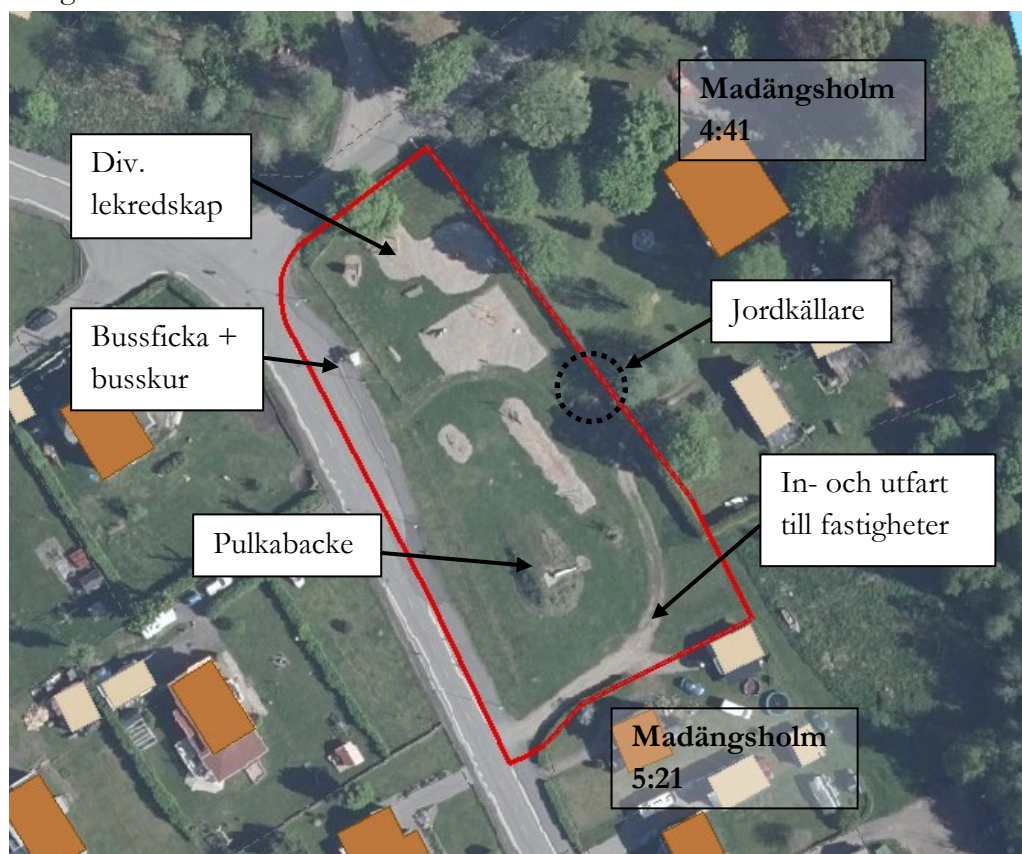 Madängsholm
4:41
Div.
lekredskap
Jordkällare
Bussficka +
busskur
In- och utfart
till fastigheter
Pulkabacke
Madängsholm
5:21